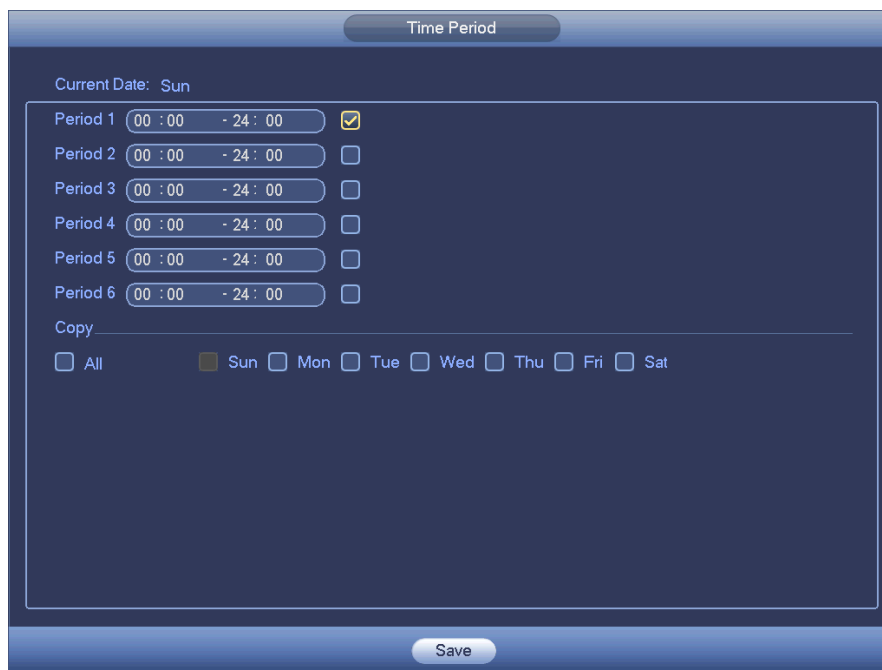 Time Period
Current Date: Sun
Period 1 00 :00 - 24 : 00
Period 2 00 :00 - 24 : 00
Period 3 00 :00 - 24 : 00
Period 4 00 :00 - 24 : 00
Period 5 00 :00 - 24 : 00
Period 6 00 :00 - 24 : 00
Copy
All Sun Mon Tue Wed Thu Fri Sat
Save